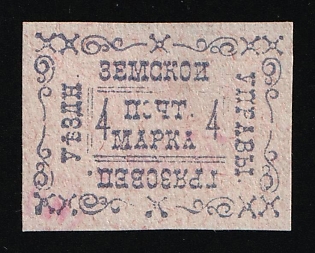 ЗЕМСКОЙ
4 ПОЧТ. 4
МАРКА
ГРЯЗОВЕЦ.
УѢЗДН.
УПРАВЫ.